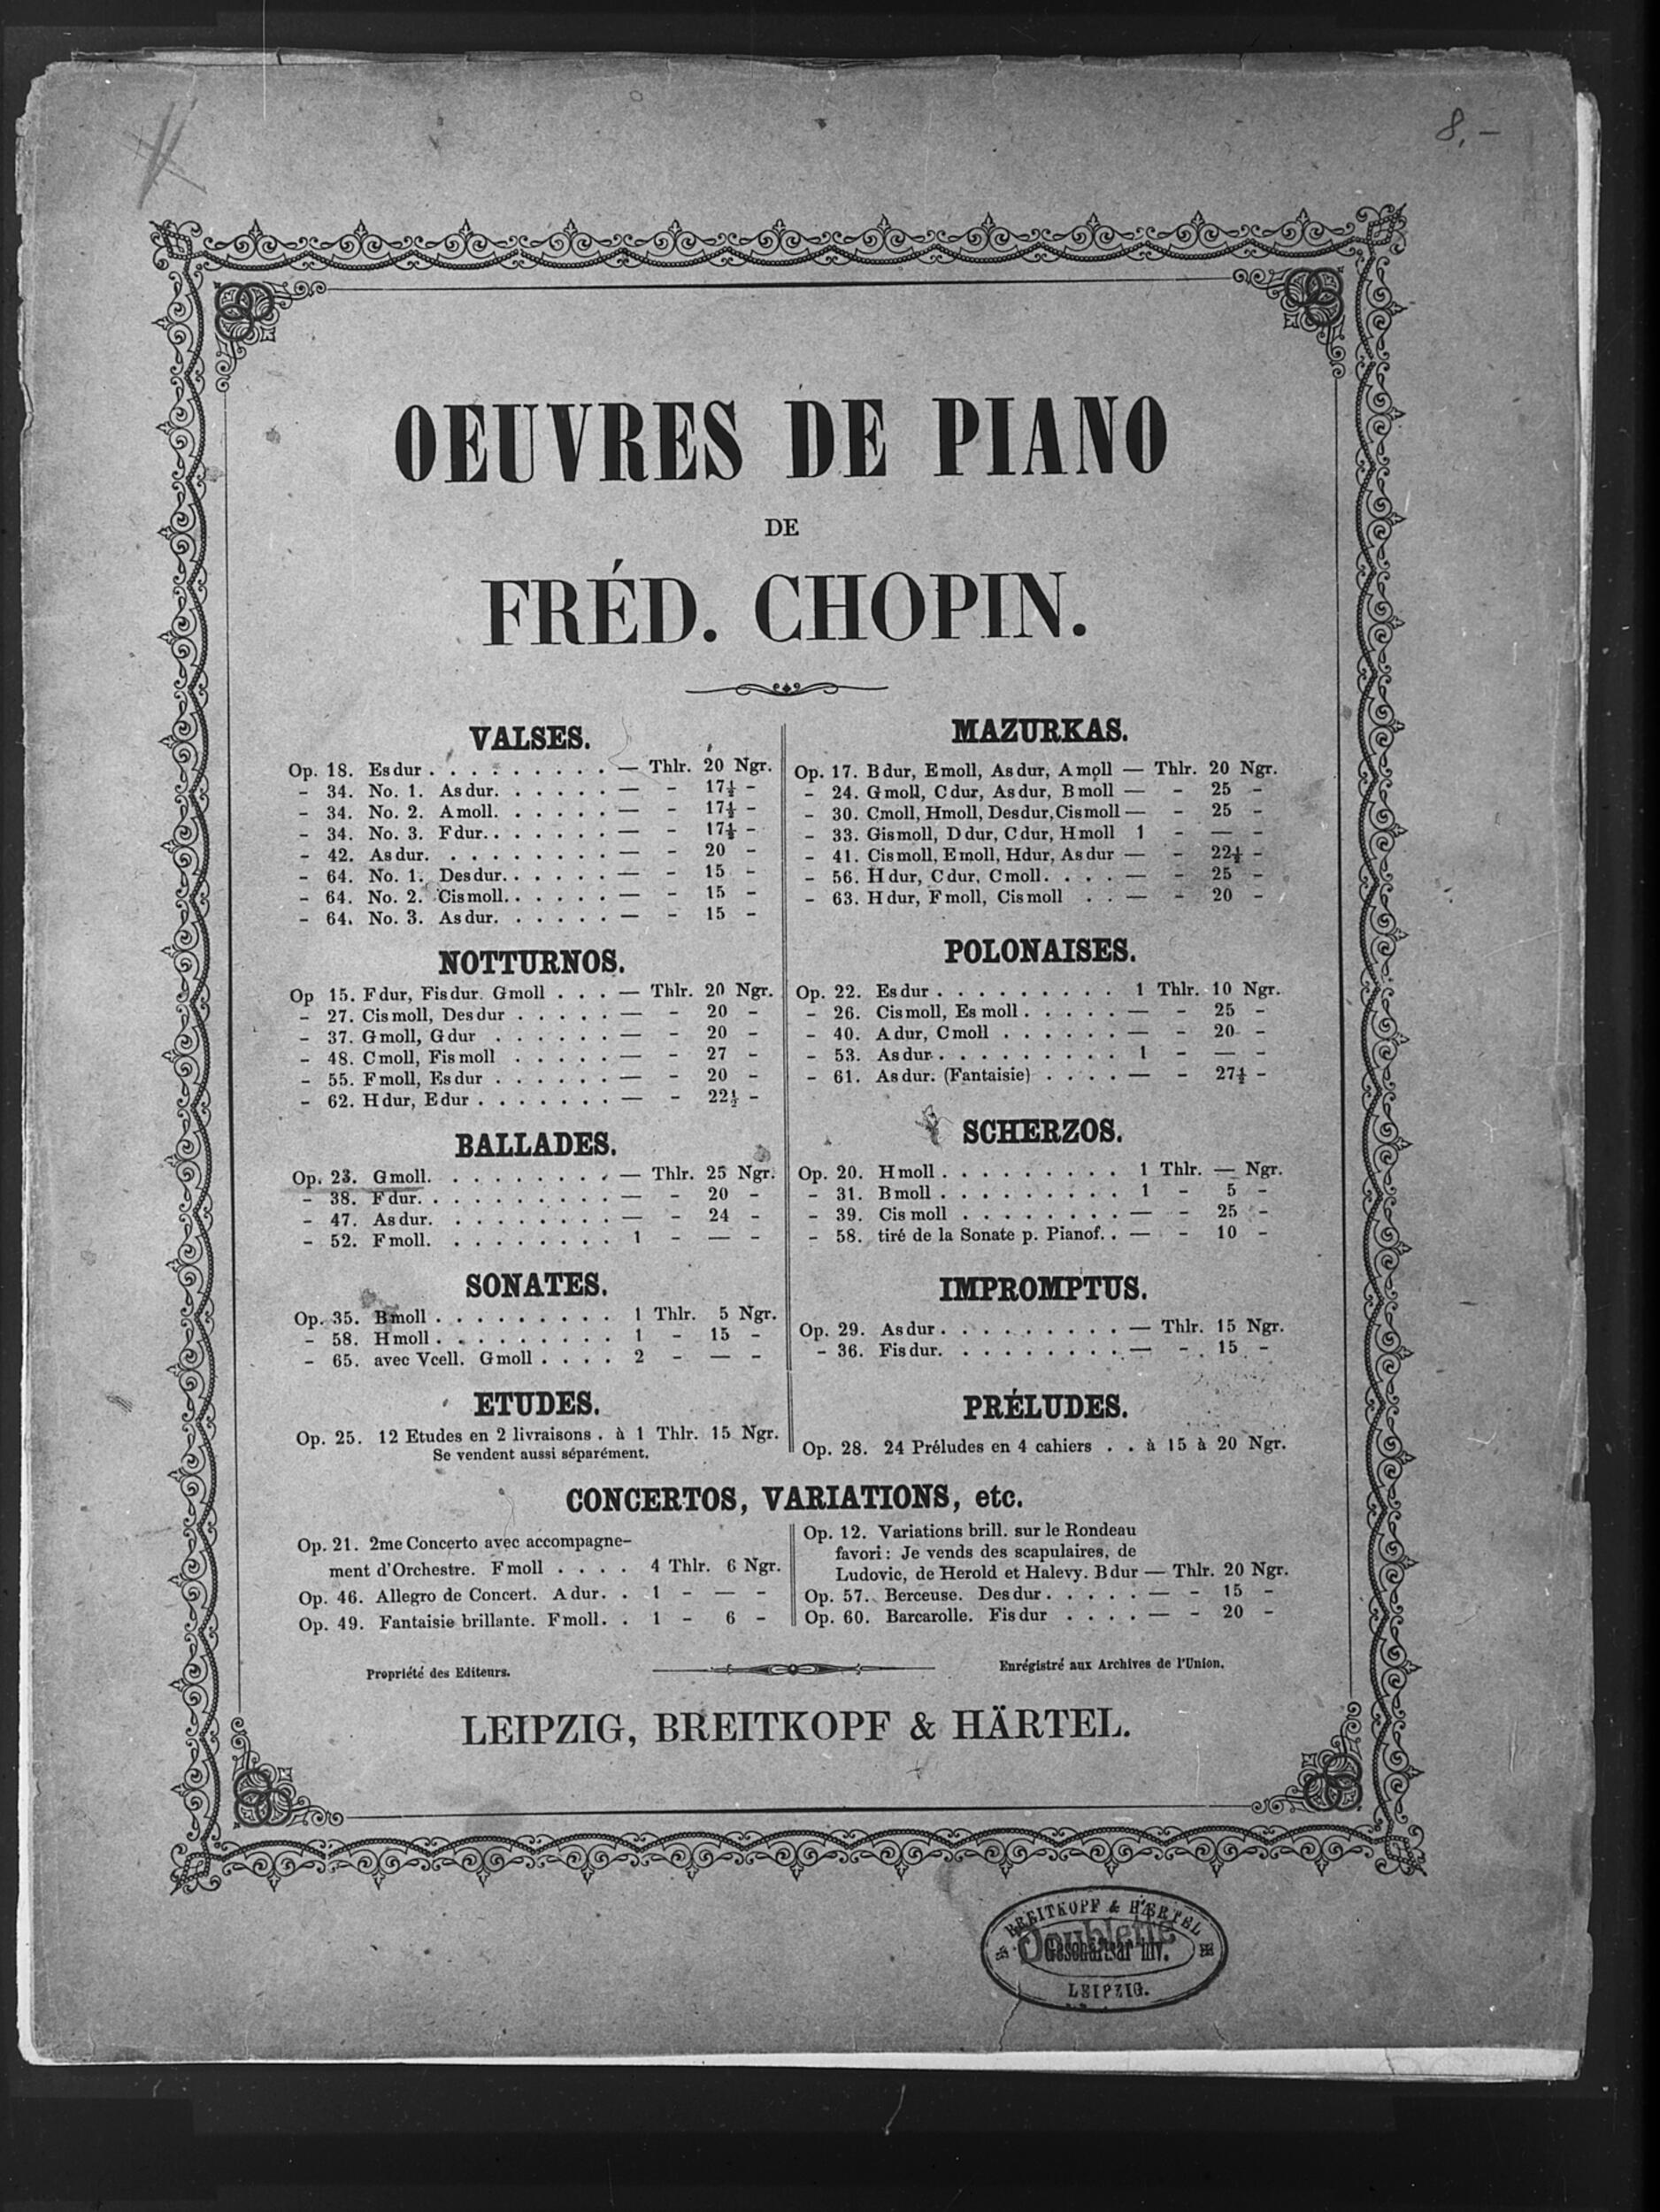 8,-
OEUVRES DE PIANO
DE
FRÉD. CHOPIN.
VALSES.
Op. 18. Es dur . . . . . . . . . — Thlr. 20 Ngr.
- 34. No. 1. As dur. . . . . . — - 17½ -
- 34. No. 2. A moll. . . . . . — - 17½ -
- 34. No. 3. F dur. . . . . . . — - 17½ -
- 42. As dur. . . . . . . . . — - 20 -
- 64. No. 1. Des dur. . . . . . — - 15 -
- 64. No. 2. Cis moll. . . . . . — - 15 -
- 64. No. 3. As dur. . . . . . — - 15 -
NOTTURNOS.
Op 15. F dur, Fis dur. G moll . . . — Thlr. 20 Ngr.
- 27. Cis moll, Des dur . . . . . — - 20 -
- 37. G moll, G dur . . . . . . — - 20 -
- 48. C moll, Fis moll . . . . . — - 27 -
- 55. F moll, Es dur . . . . . . — - 20 -
- 62. H dur, E dur . . . . . . . — - 22½ -
BALLADES.
Op. 23. G moll. . . . . . . . . — Thlr. 25 Ngr.
- 38. F dur. . . . . . . . . . — - 20 -
- 47. As dur. . . . . . . . . — - 24 -
- 52. F moll. . . . . . . . . 1 - — -
SONATES.
Op. 35. B moll . . . . . . . . . 1 Thlr. 5 Ngr.
- 58. H moll . . . . . . . . . 1 - 15 -
- 65. avec Vcell. G moll . . . . 2 - — -
ETUDES.
Op. 25. 12 Etudes en 2 livraisons . à 1 Thlr. 15 Ngr.
Se vendent aussi séparément.
MAZURKAS.
Op. 17. B dur, E moll, As dur, A moll — Thlr. 20 Ngr.
- 24. G moll, C dur, As dur, B moll — - 25 -
- 30. C moll, H moll, Des dur, Cis moll — - 25 -
- 33. Gis moll, D dur, C dur, H moll 1 - — -
- 41. Cis moll, E moll, H dur, As dur — - 22½ -
- 56. H dur, C dur, C moll. . . . — - 25 -
- 63. H dur, F moll, Cis moll . . — - 20 -
POLONAISES.
Op. 22. Es dur . . . . . . . . . 1 Thlr. 10 Ngr.
- 26. Cis moll, Es moll . . . . . — - 25 -
- 40. A dur, C moll . . . . . . — - 20 -
- 53. As dur . . . . . . . . . 1 - — -
- 61. As dur. (Fantaisie) . . . . — - 27½ -
SCHERZOS.
Op. 20. H moll . . . . . . . . . 1 Thlr. — Ngr.
- 31. B moll . . . . . . . . . 1 - 5 -
- 39. Cis moll . . . . . . . . — - 25 -
- 58. tiré de la Sonate p. Pianof. . — - 10 -
IMPROMPTUS.
Op. 29. As dur . . . . . . . . . — Thlr. 15 Ngr.
- 36. Fis dur. . . . . . . . . — - 15 -
PRÉLUDES.
Op. 28. 24 Préludes en 4 cahiers . . à 15 à 20 Ngr.
CONCERTOS, VARIATIONS, etc.
Op. 21. 2me Concerto avec accompagne-
ment d'Orchestre. F moll . . . . 4 Thlr. 6 Ngr.
Op. 46. Allegro de Concert. A dur. . 1 - — -
Op. 49. Fantaisie brillante. F moll. . 1 - 6 -
Op. 12. Variations brill. sur le Rondeau
favori: Je vends des scapulaires, de
Ludovic, de Herold et Halevy. B dur — Thlr. 20 Ngr.
Op. 57. Berceuse. Des dur . . . . . — - 15 -
Op. 60. Barcarolle. Fis dur . . . . — - 20 -
Propriété des Editeurs.
Enrégistré aux Archives de l'Union.
LEIPZIG, BREITKOPF & HÄRTEL.
BREITKOPF & HÆRTEL
Doublette
LEIPZIG.